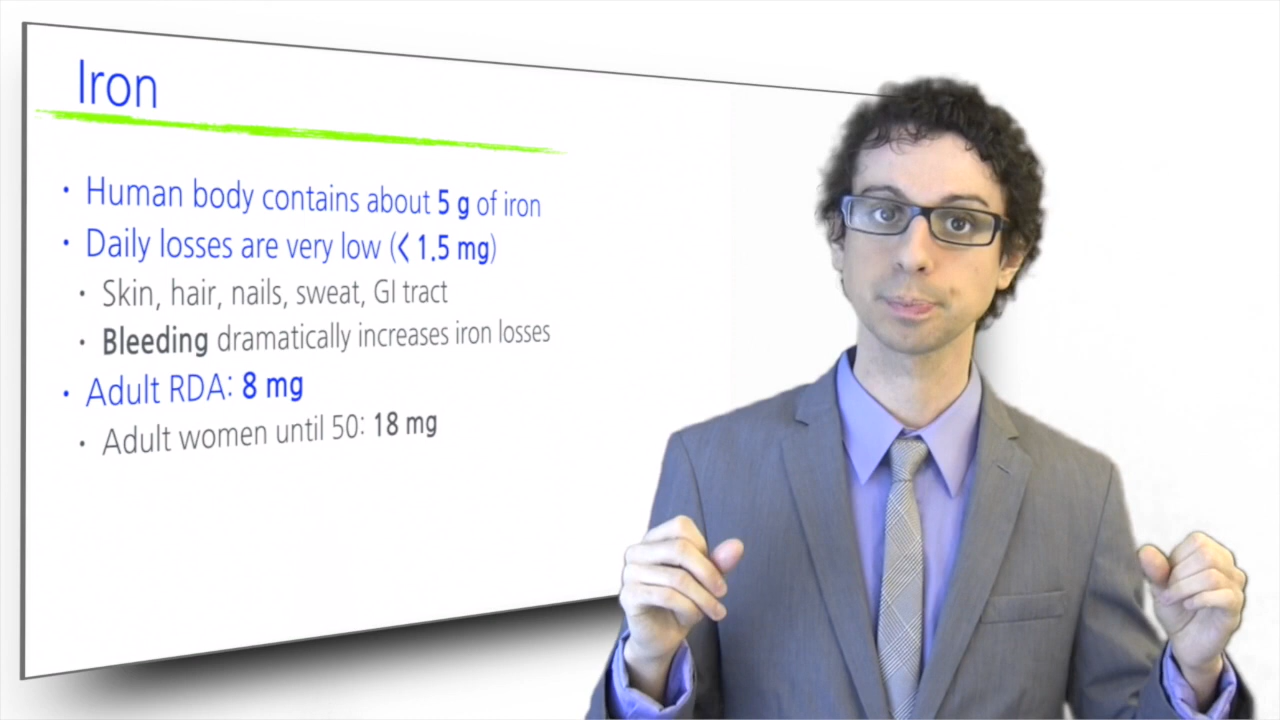 Iron
• Human body contains about 5 g of iron
• Daily losses are very low (< 1.5 mg)
• Skin, hair, nails, sweat, GI tract
• Bleeding dramatically increases iron losses
• Adult RDA: 8 mg
• Adult women until 50: 18 mg